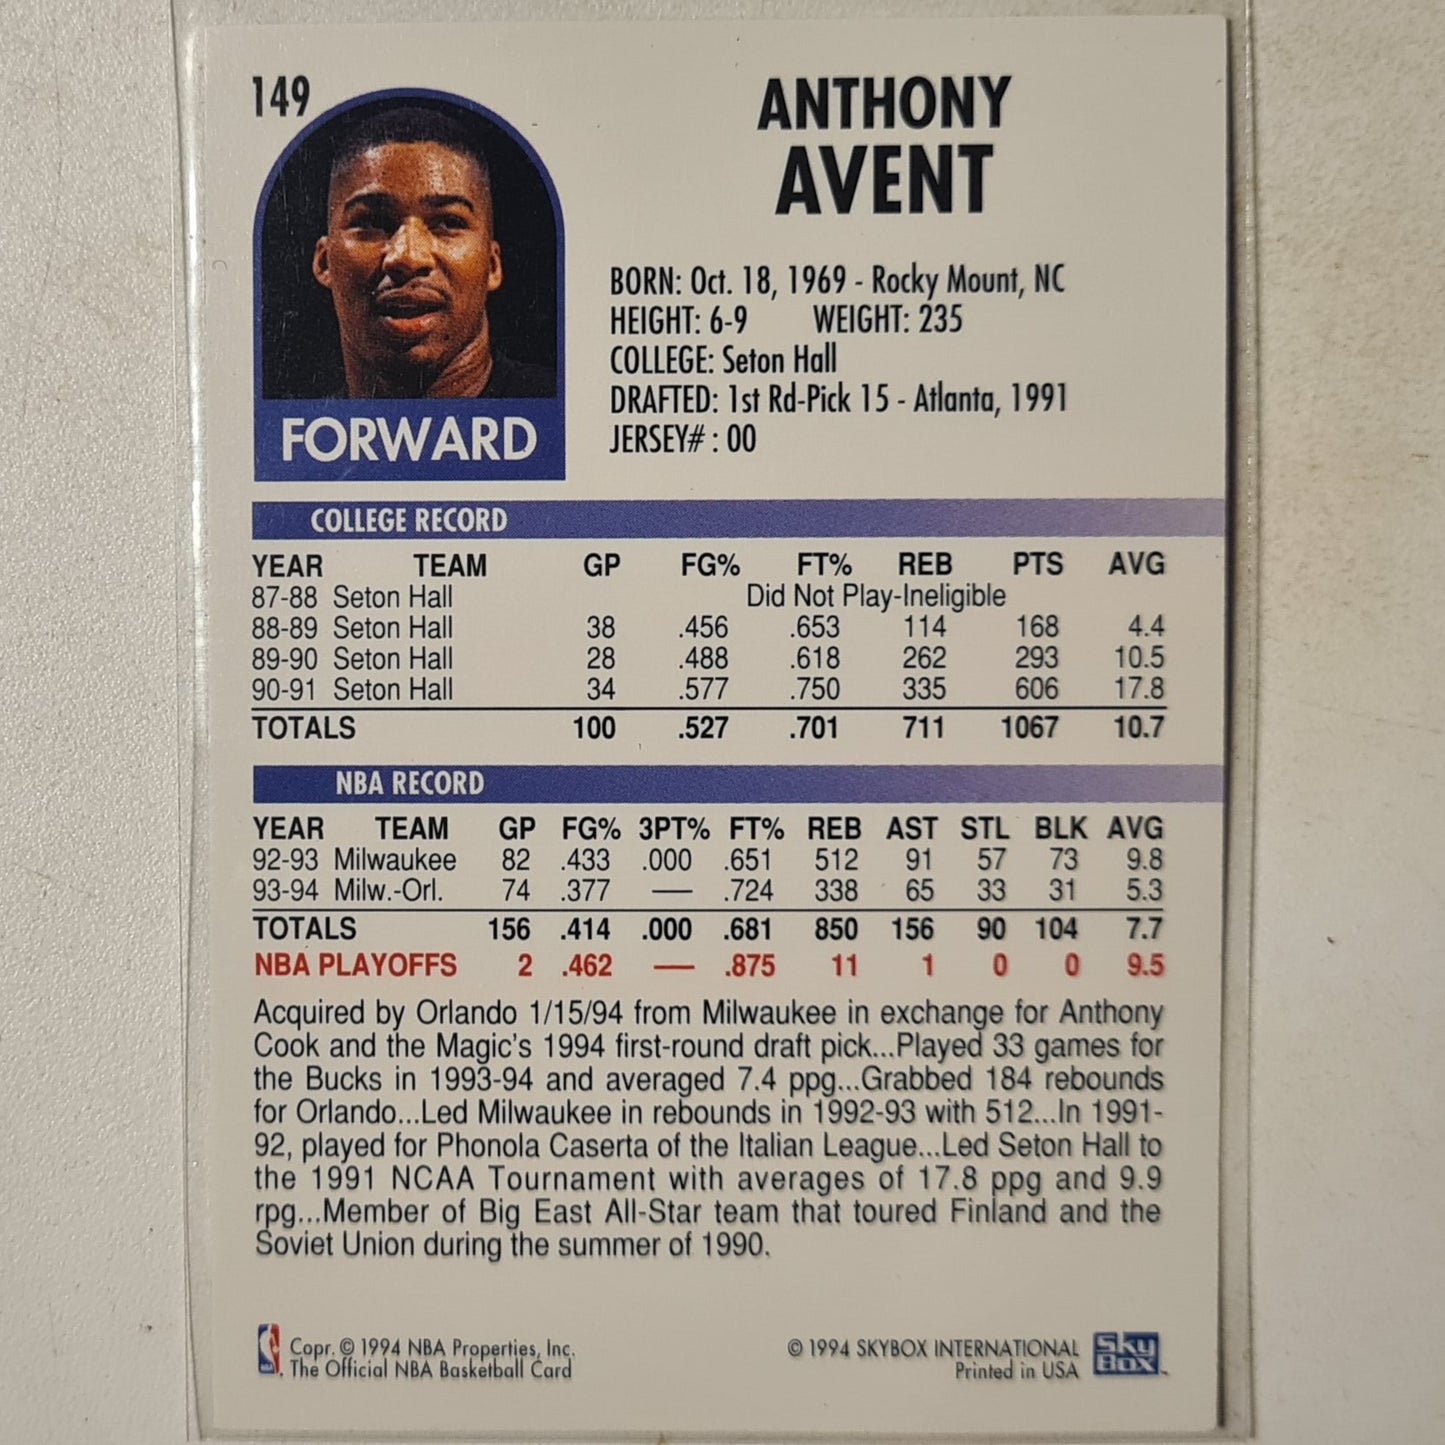 149
ANTHONY
AVENT
FORWARD
BORN: Oct. 18, 1969 - Rocky Mount, NC
HEIGHT: 6-9 WEIGHT: 235
COLLEGE: Seton Hall
DRAFTED: 1st Rd-Pick 15 - Atlanta, 1991
JERSEY# : 00
COLLEGE RECORD
YEAR TEAM GP FG% FT% REB PTS AVG
87-88 Seton Hall Did Not Play-Ineligible
88-89 Seton Hall 38 .456 .653 114 168 4.4
89-90 Seton Hall 28 .488 .618 262 293 10.5
90-91 Seton Hall 34 .577 .750 335 606 17.8
TOTALS 100 .527 .701 711 1067 10.7
NBA RECORD
YEAR TEAM GP FG% 3PT% FT% REB AST STL BLK AVG
92-93 Milwaukee 82 .433 .000 .651 512 91 57 73 9.8
93-94 Milw.-Orl. 74 .377 — .724 338 65 33 31 5.3
TOTALS 156 .414 .000 .681 850 156 90 104 7.7
NBA PLAYOFFS 2 .462 — .875 11 1 0 0 9.5
Acquired by Orlando 1/15/94 from Milwaukee in exchange for Anthony
Cook and the Magic's 1994 first-round draft pick...Played 33 games for
the Bucks in 1993-94 and averaged 7.4 ppg...Grabbed 184 rebounds
for Orlando...Led Milwaukee in rebounds in 1992-93 with 512...In 1991-
92, played for Phonola Caserta of the Italian League...Led Seton Hall to
the 1991 NCAA Tournament with averages of 17.8 ppg and 9.9
rpg...Member of Big East All-Star team that toured Finland and the
Soviet Union during the summer of 1990.
Copr. © 1994 NBA Properties, Inc.
The Official NBA Basketball Card
© 1994 SKYBOX INTERNATIONAL
Printed in USA
SKY
BOX